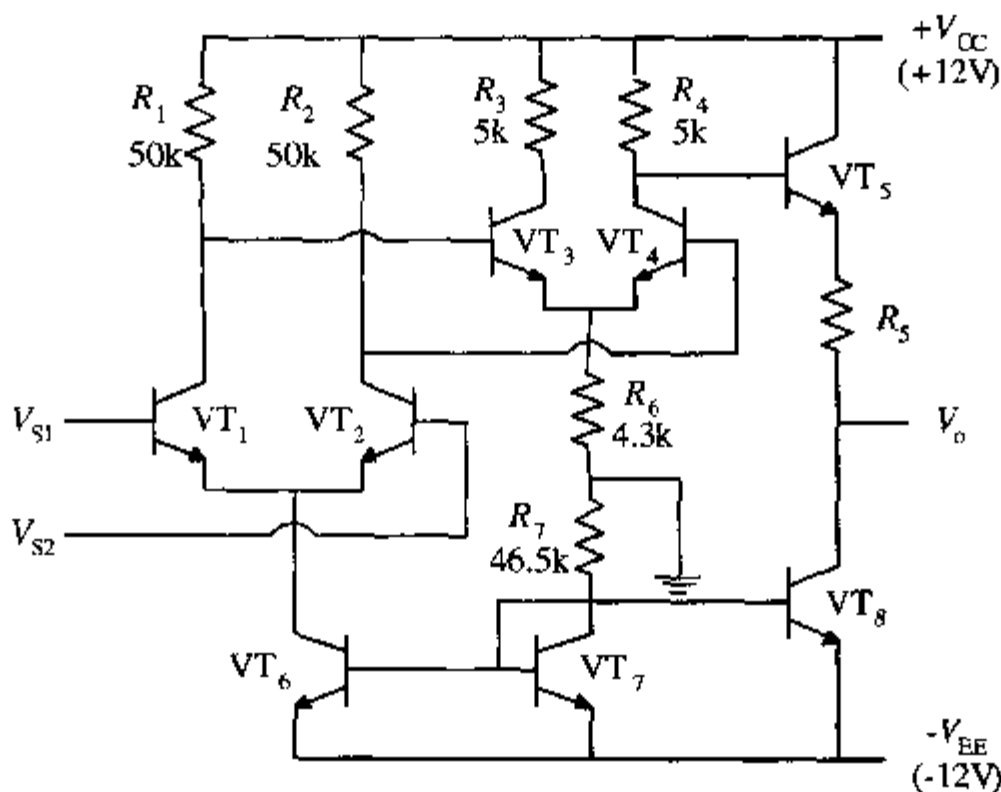 +V_CC
(+12V)
R_1
50k
R_2
50k
R_3
5k
R_4
5k
VT_5
VT_3
VT_4
R_5
V_S1
VT_1
VT_2
R_6
4.3k
V_o
V_S2
R_7
46.5k
VT_6
VT_7
VT_8
-V_EE
(-12V)